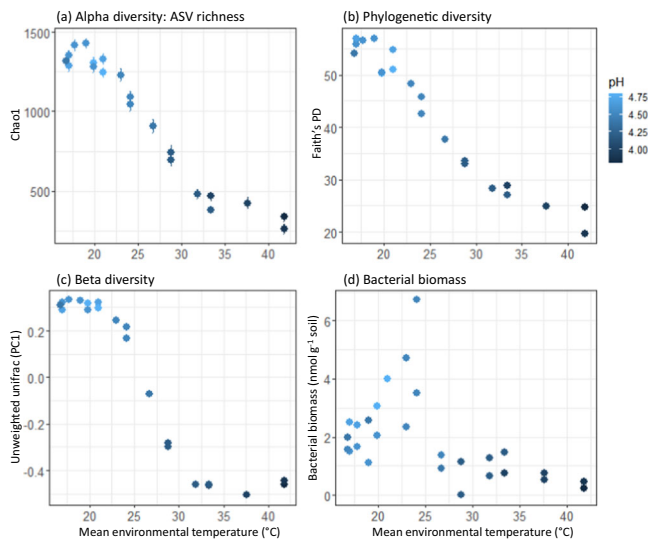 (a) Alpha diversity: ASV richness
1500
1000
500
Chao1
20 25 30 35 40
(b) Phylogenetic diversity
50
40
30
20
Faith's PD
20 25 30 35 40
pH
4.75
4.50
4.25
4.00
(c) Beta diversity
0.2
0.0
-0.2
-0.4
Unweighted unifrac (PC1)
20 25 30 35 40
Mean environmental temperature (°C)
(d) Bacterial biomass
6
4
2
0
Bacterial biomass (nmol g⁻¹ soil)
20 25 30 35 40
Mean environmental temperature (°C)